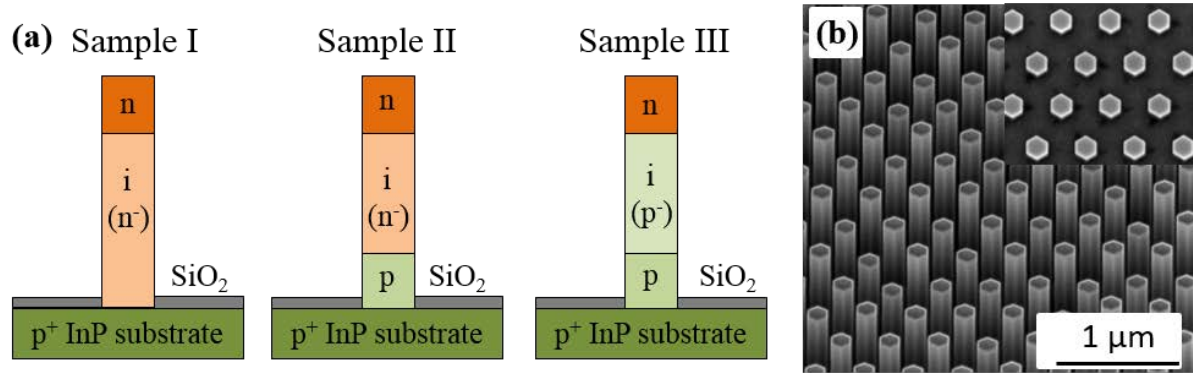 (a) Sample I Sample II Sample III (b)
n n n
i i i
(n⁻) (n⁻) (p⁻)
p p
SiO₂ SiO₂ SiO₂
p⁺ InP substrate p⁺ InP substrate p⁺ InP substrate
1 μm